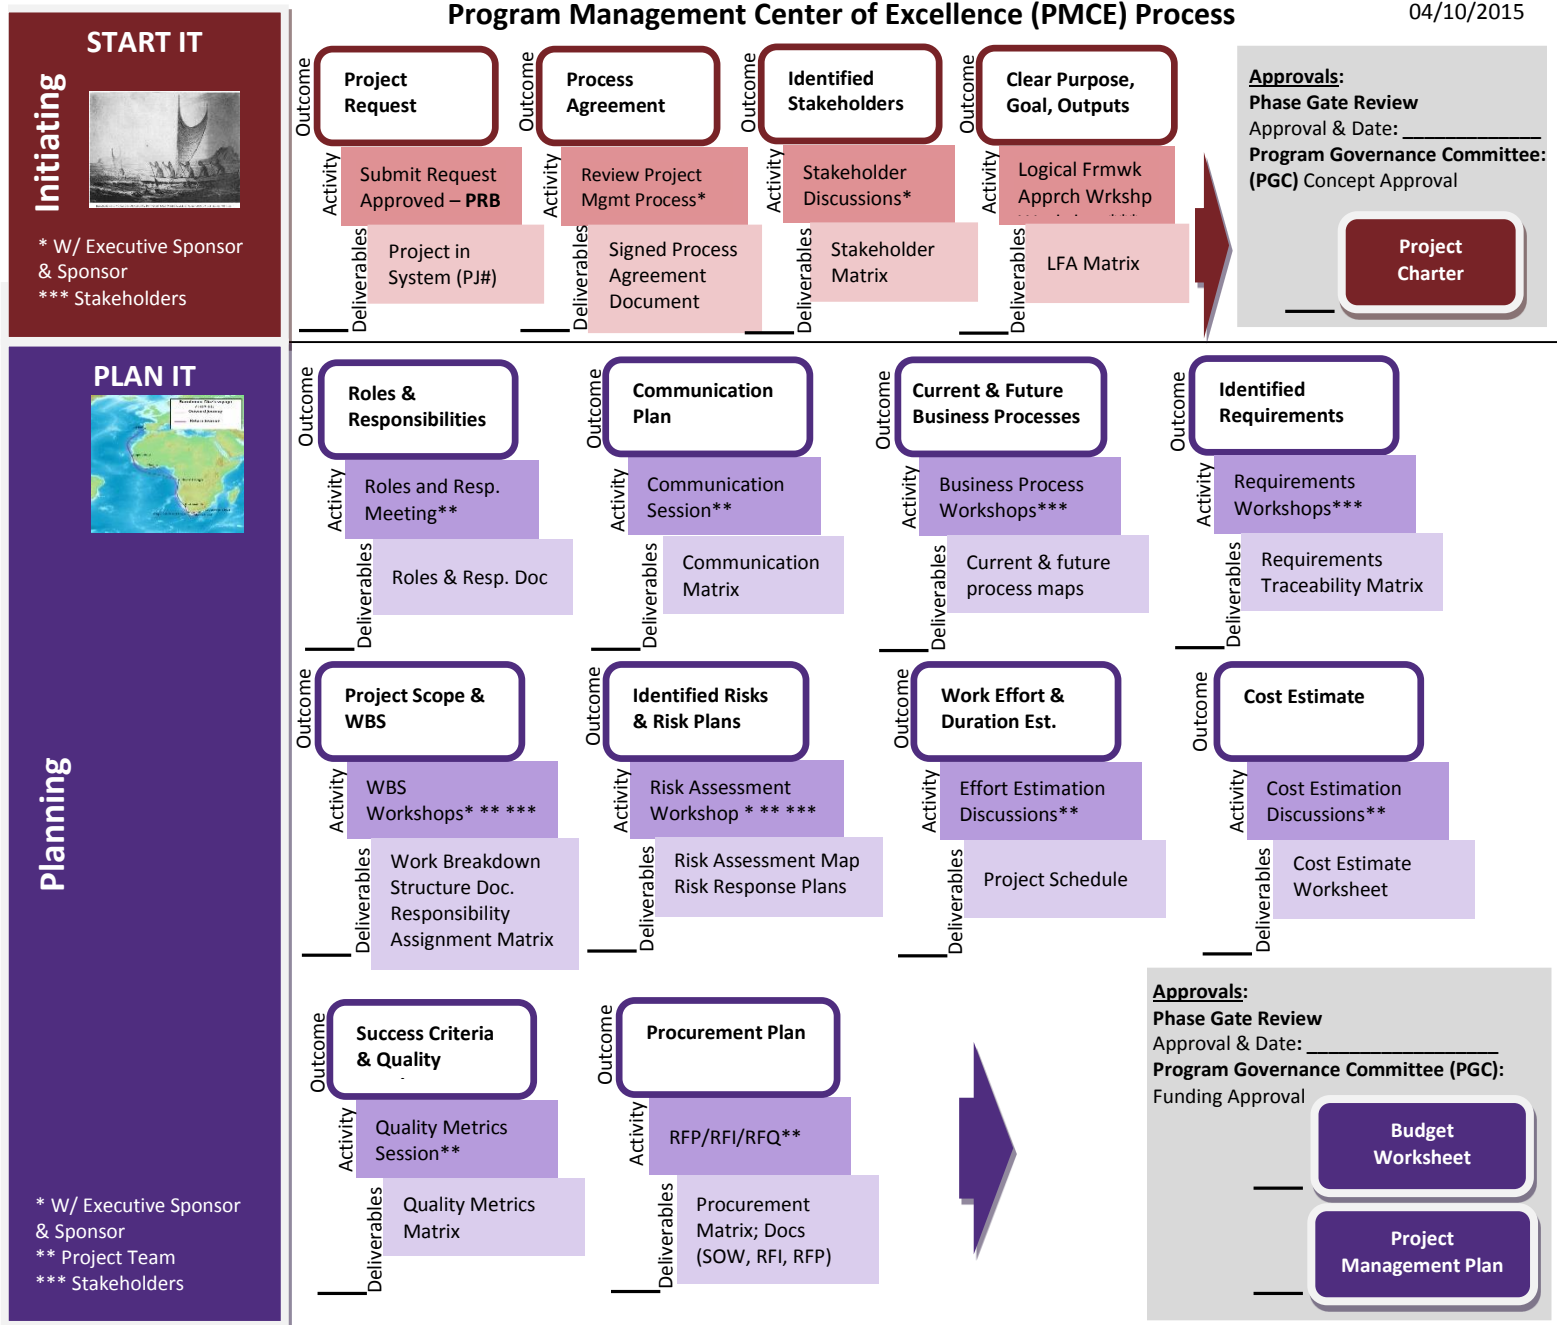 Program Management Center of Excellence (PMCE) Process
04/10/2015
START IT
Initiating
* W/ Executive Sponsor
& Sponsor
*** Stakeholders
Outcome
Project
Request
Activity
Submit Request
Approved – PRB
Deliverables
Project in
System (PJ#)
Outcome
Process
Agreement
Activity
Review Project
Mgmt Process*
Deliverables
Signed Process
Agreement
Document
Outcome
Identified
Stakeholders
Activity
Stakeholder
Discussions*
Deliverables
Stakeholder
Matrix
Outcome
Clear Purpose,
Goal, Outputs
Activity
Logical Frmwk
Apprch Wrkshp
Deliverables
LFA Matrix
Approvals:
Phase Gate Review
Approval & Date: _____________
Program Governance Committee:
(PGC) Concept Approval
Project
Charter
PLAN IT
Planning
* W/ Executive Sponsor
& Sponsor
** Project Team
*** Stakeholders
Outcome
Roles &
Responsibilities
Activity
Roles and Resp.
Meeting**
Deliverables
Roles & Resp. Doc
Outcome
Communication
Plan
Activity
Communication
Session**
Deliverables
Communication
Matrix
Outcome
Current & Future
Business Processes
Activity
Business Process
Workshops***
Deliverables
Current & future
process maps
Outcome
Identified
Requirements
Activity
Requirements
Workshops***
Deliverables
Requirements
Traceability Matrix
Outcome
Project Scope &
WBS
Activity
WBS
Workshops* ** ***
Deliverables
Work Breakdown
Structure Doc.
Responsibility
Assignment Matrix
Outcome
Identified Risks
& Risk Plans
Activity
Risk Assessment
Workshop * ** ***
Deliverables
Risk Assessment Map
Risk Response Plans
Outcome
Work Effort &
Duration Est.
Activity
Effort Estimation
Discussions**
Deliverables
Project Schedule
Outcome
Cost Estimate
Activity
Cost Estimation
Discussions**
Deliverables
Cost Estimate
Worksheet
Outcome
Success Criteria
& Quality
Activity
Quality Metrics
Session**
Deliverables
Quality Metrics
Matrix
Outcome
Procurement Plan
Activity
RFP/RFI/RFQ**
Deliverables
Procurement
Matrix; Docs
(SOW, RFI, RFP)
Approvals:
Phase Gate Review
Approval & Date: __________________
Program Governance Committee (PGC):
Funding Approval
Budget
Worksheet
Project
Management Plan